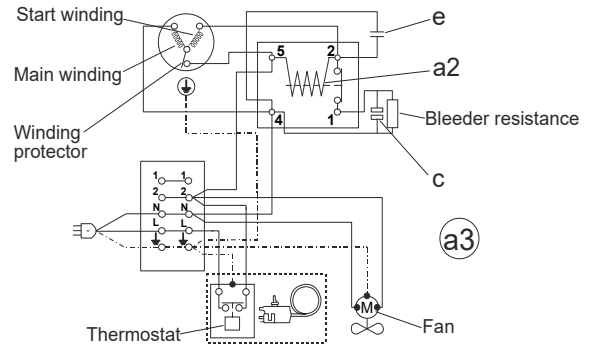 Start winding
e
5
2
Main winding
a2
Winding
protector
4
1
Bleeder resistance
c
1 1
2 2
N N
L L
a3
M
Thermostat
Fan